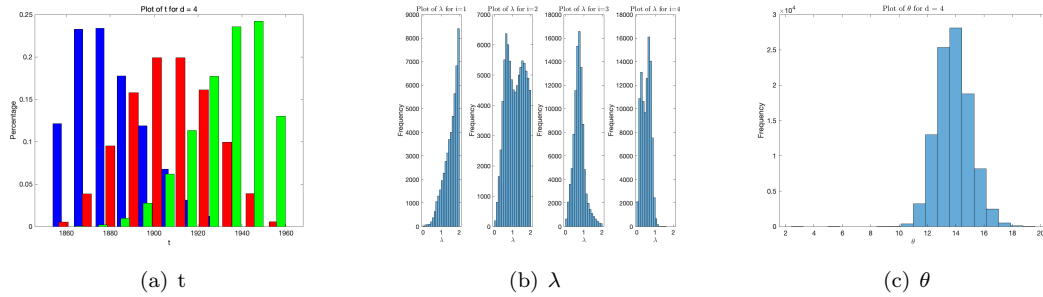 Plot of t for d = 4
0.25
0.2
0.15
0.1
0.05
0
Percentage
1860 1880 1900 1920 1940 1960
t
(a) t
Plot of λ for i=1
9000
8000
7000
6000
5000
4000
3000
2000
1000
0
Frequency
0 1 2
λ
Plot of λ for i=2
7000
6000
5000
4000
3000
2000
1000
0
Frequency
0 1 2
λ
Plot of λ for i=3
18000
16000
14000
12000
10000
8000
6000
4000
2000
0
Frequency
0 1 2
λ
Plot of λ for i=4
18000
16000
14000
12000
10000
8000
6000
4000
2000
0
Frequency
0 1 2
λ
(b) λ
×10⁴
Plot of θ for d = 4
3
2.5
2
1.5
1
0.5
0
Frequency
2 4 6 8 10 12 14 16 18 20
θ
(c) θ